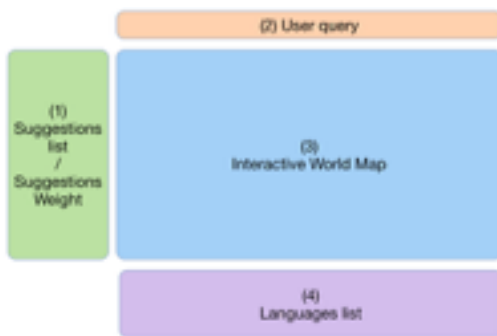 (2) User query
(1)
Suggestions
list
/
Suggestions
Weight
(3)
Interactive World Map
(4)
Languages list